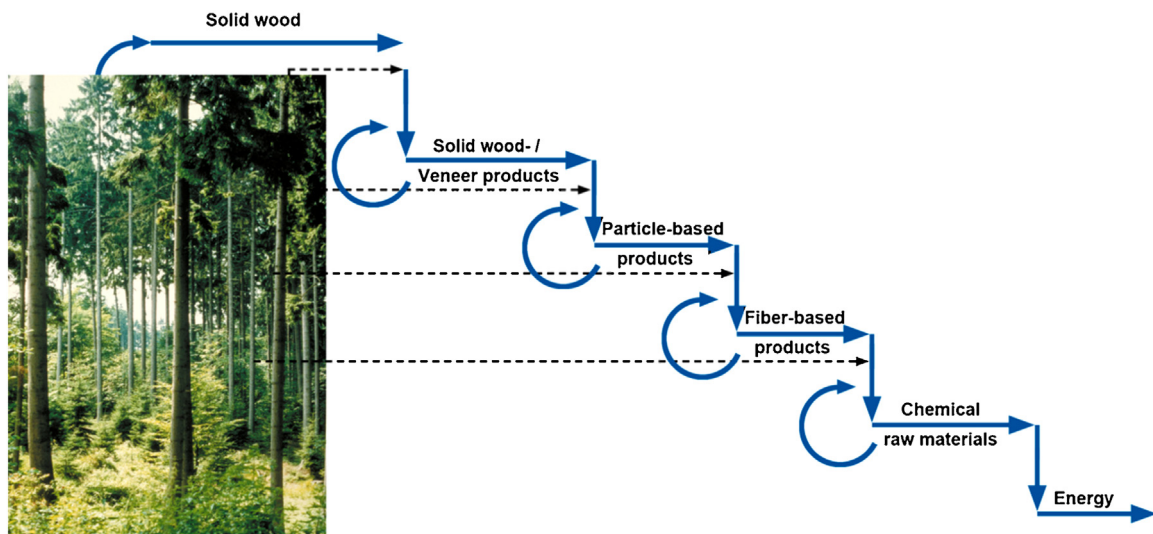 Solid wood
Solid wood- /
Veneer products
Particle-based
products
Fiber-based
products
Chemical
raw materials
Energy